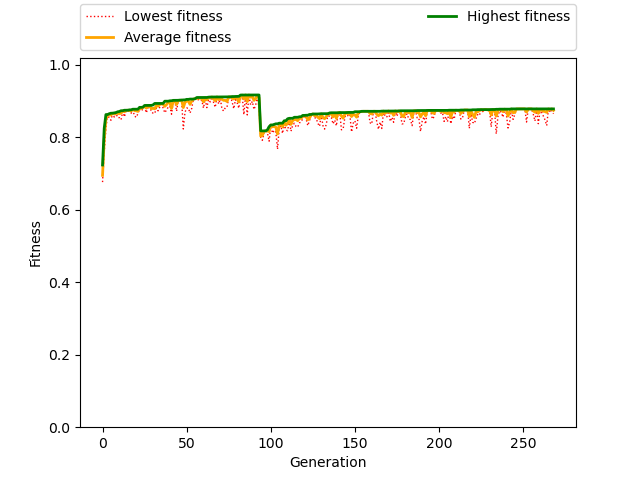 Lowest fitness
Average fitness
Highest fitness
1.0
0.8
0.6
0.4
0.2
0.0
Fitness
0 50 100 150 200 250
Generation